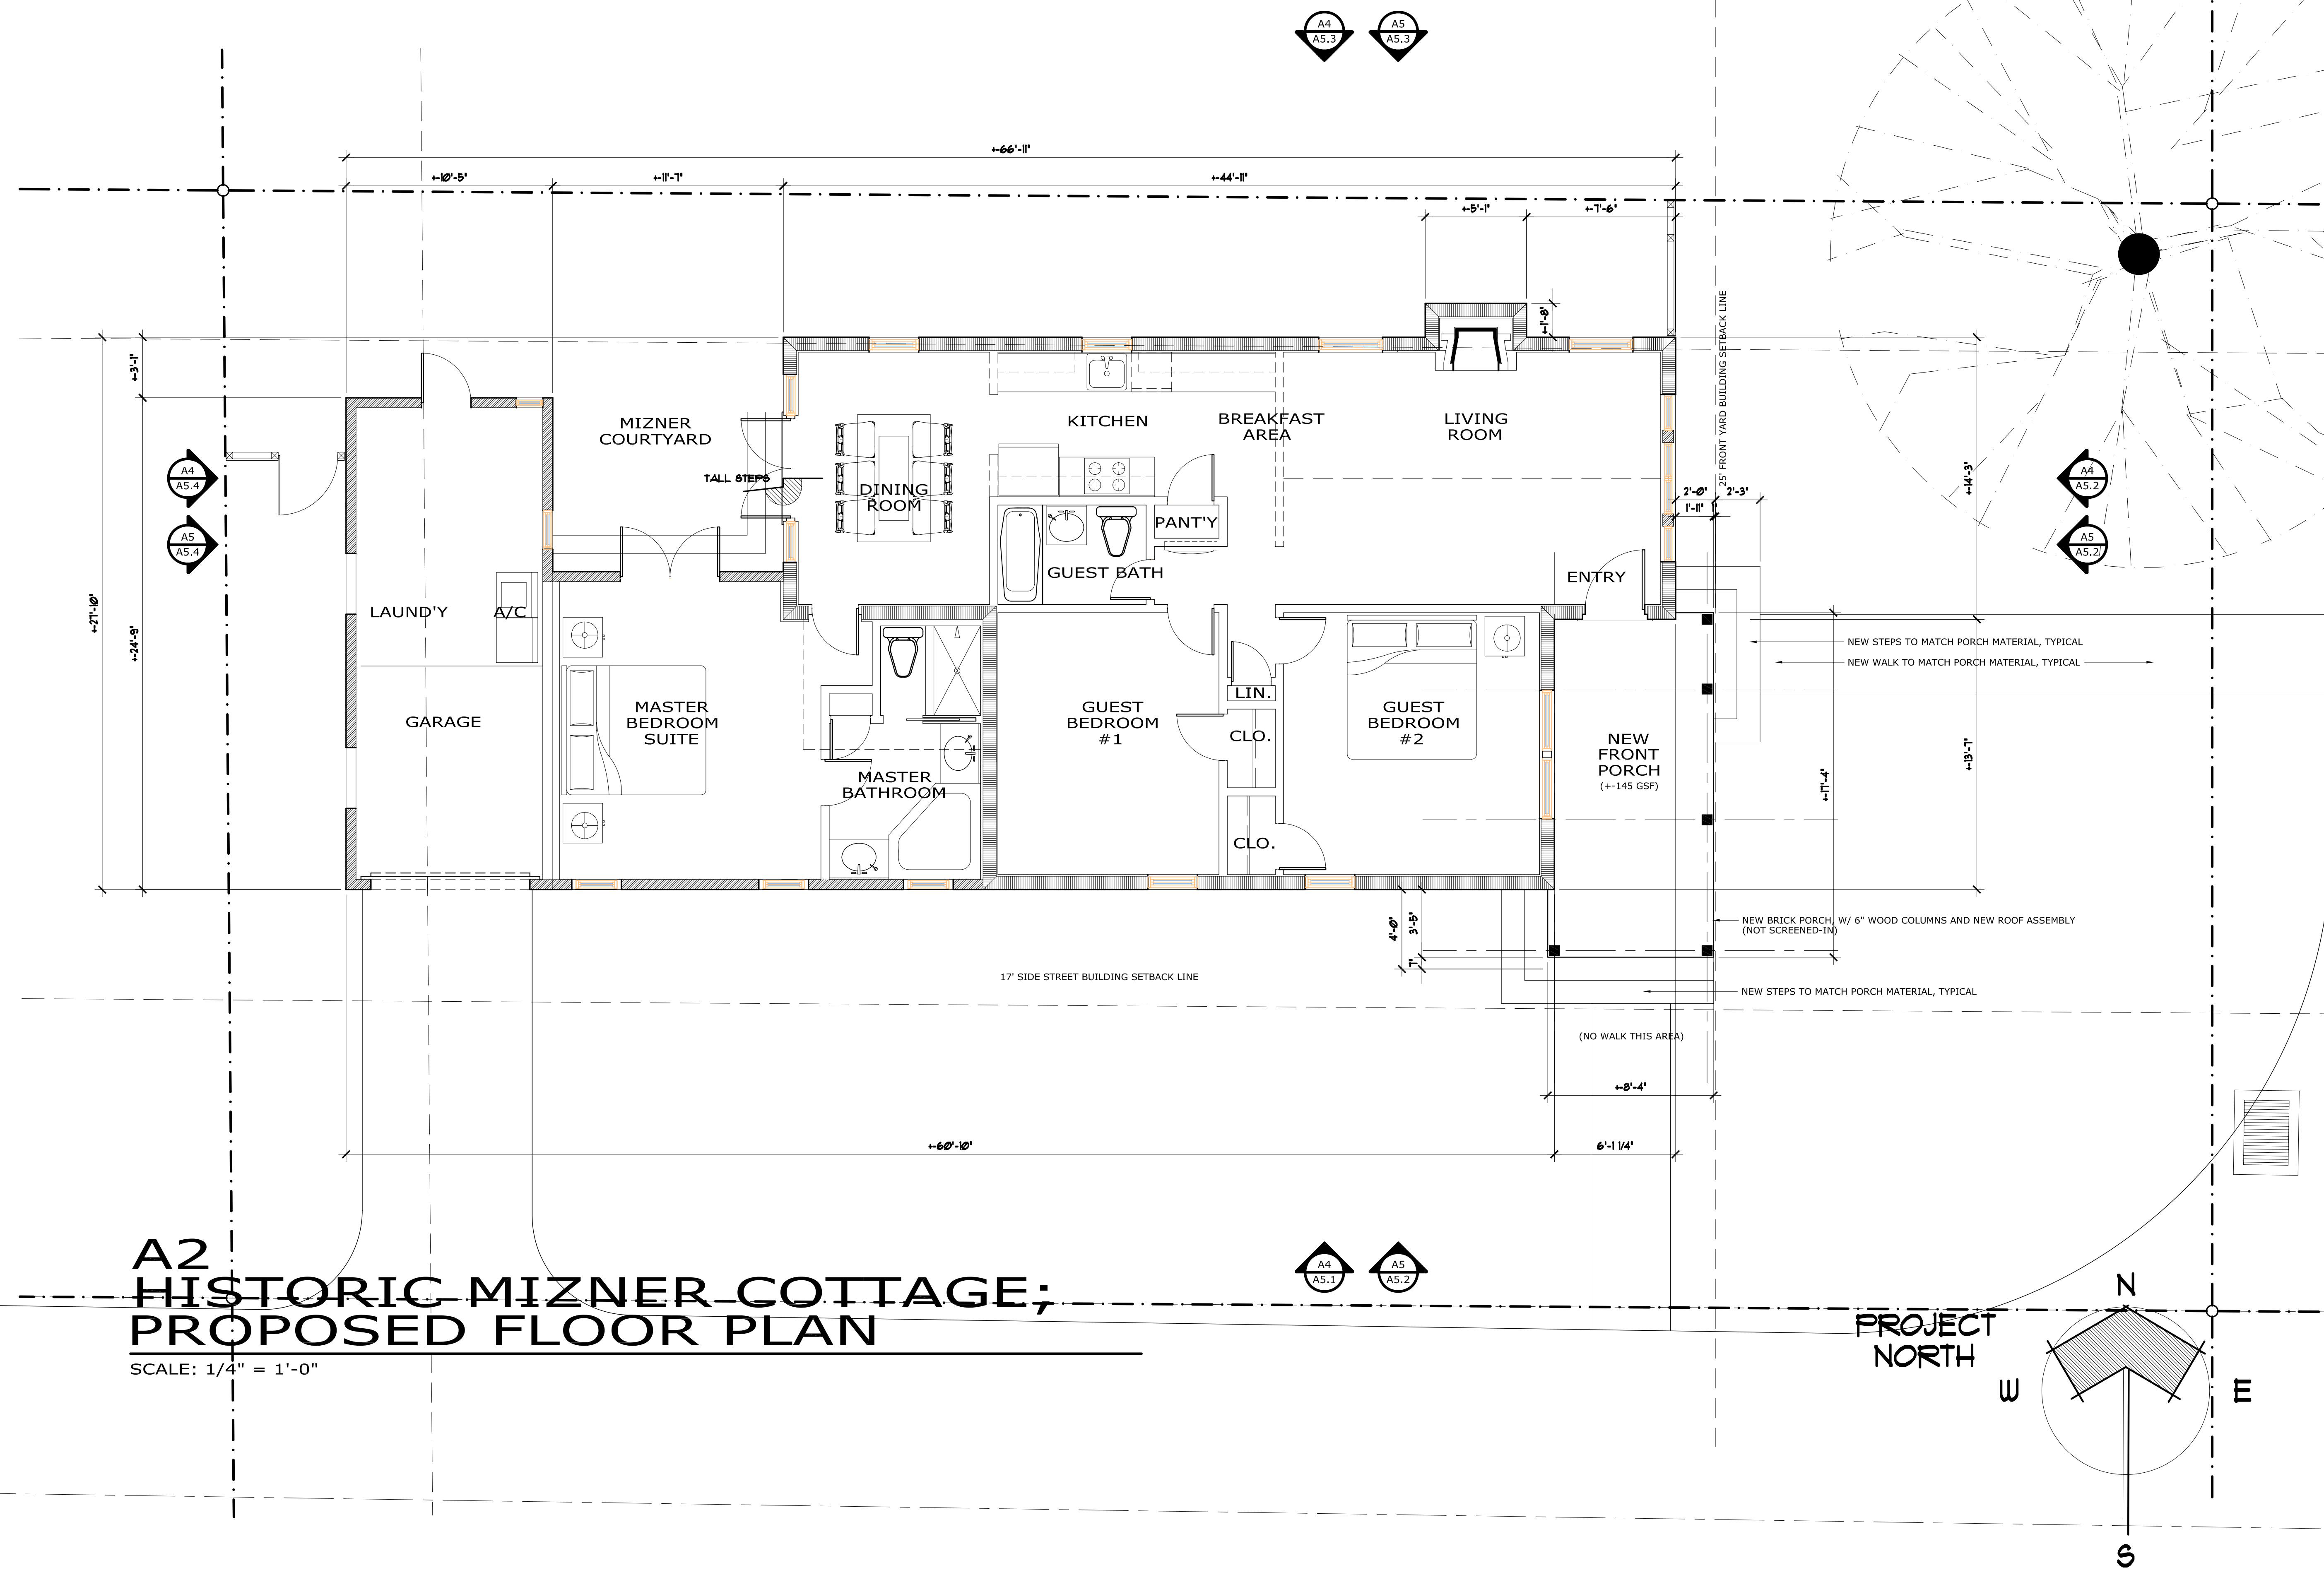 A4
A5.3
A5
A5.3
+-66'-11"
+-10'-5"
+-11'-7"
+-44'-11"
+-5'-1"
+-7'-6"
+-1'-8"
25' FRONT YARD BUILDING SETBACK LINE
+-3'-1"
+-27'-10"
+-24'-9"
MIZNER
COURTYARD
KITCHEN
BREAKFAST
AREA
LIVING
ROOM
A4
A5.4
A5
A5.4
TALL STEPS
DINING
ROOM
PANT'Y
GUEST BATH
ENTRY
2'-0"
2'-3"
1'-11"
1"
+-14'-3"
A4
A5.2
A5
A5.2
LAUND'Y
A/C
GARAGE
MASTER
BEDROOM
SUITE
MASTER
BATHROOM
GUEST
BEDROOM
#1
LIN.
CLO.
CLO.
GUEST
BEDROOM
#2
NEW
FRONT
PORCH
(+-145 GSF)
NEW STEPS TO MATCH PORCH MATERIAL, TYPICAL
NEW WALK TO MATCH PORCH MATERIAL, TYPICAL
+-17'-4"
+-13'-7"
4'-0"
3'-5"
7"
NEW BRICK PORCH, W/ 6" WOOD COLUMNS AND NEW ROOF ASSEMBLY
(NOT SCREENED-IN)
17' SIDE STREET BUILDING SETBACK LINE
NEW STEPS TO MATCH PORCH MATERIAL, TYPICAL
(NO WALK THIS AREA)
+-8'-4"
+-60'-10"
6'-1 1/4"
A4
A5.1
A5
A5.2
A2
HISTORIC MIZNER COTTAGE;
PROPOSED FLOOR PLAN
SCALE: 1/4" = 1'-0"
PROJECT
NORTH
N
W
E
S